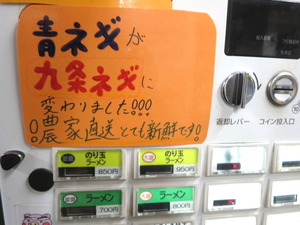 青ネギが
九条ネギに
変わりました!!!
!農家直送とても新鮮です!
返却レバー
コイン投入口
のり玉
ラーメン
850円
のり玉
ラーメン
950円
ラーメン
700円
ラーメン
800円